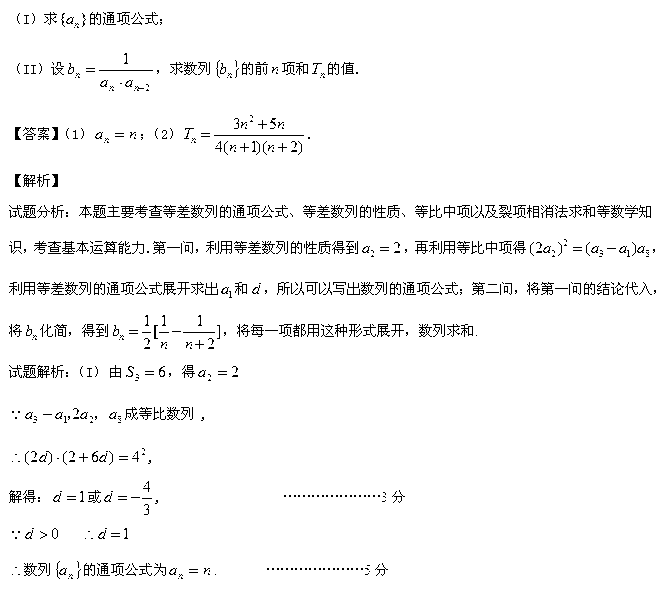 （I）求{aₙ}的通项公式；
（II）设bₙ = 1/(aₙ·aₙ₋₂)，求数列{bₙ}的前n项和Tₙ的值.
【答案】（1）aₙ = n；（2）Tₙ = (3n²+5n)/(4(n+1)(n+2)).
【解析】
试题分析：本题主要考查等差数列的通项公式、等差数列的性质、等比中项以及裂项相消法求和等数学知
识，考查基本运算能力.第一问，利用等差数列的性质得到a₂ = 2，再利用等比中项得(2a₂)² = (a₃ − a₁)a₈，
利用等差数列的通项公式展开求出a₁和d，所以可以写出数列的通项公式；第二问，将第一问的结论代入，
将bₙ化简，得到bₙ = 1/2[1/n − 1/(n+2)]，将每一项都用这种形式展开，数列求和.
试题解析：（I）由S₃ = 6，得a₂ = 2
∵a₃ − a₁,2a₂，a₈成等比数列，
∴(2d)·(2+6d) = 4²,
解得：d = 1或d = −4/3, …………………3分
∵d > 0 ∴d = 1
∴数列{aₙ}的通项公式为aₙ = n. …………………5分